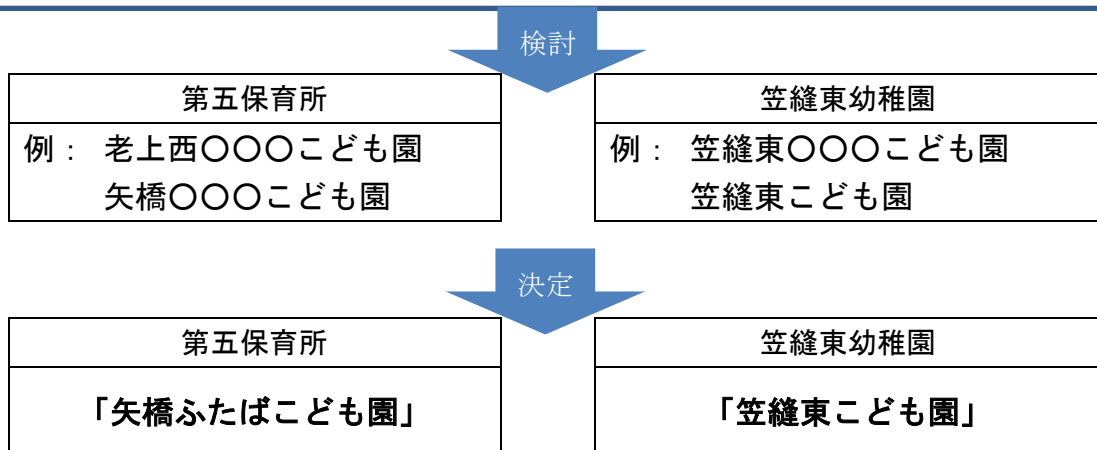 検討
第五保育所
例： 老上西〇〇〇こども園
矢橋〇〇〇こども園
笠縫東幼稚園
例： 笠縫東〇〇〇こども園
笠縫東こども園
決定
第五保育所
「矢橋ふたばこども園」
笠縫東幼稚園
「笠縫東こども園」